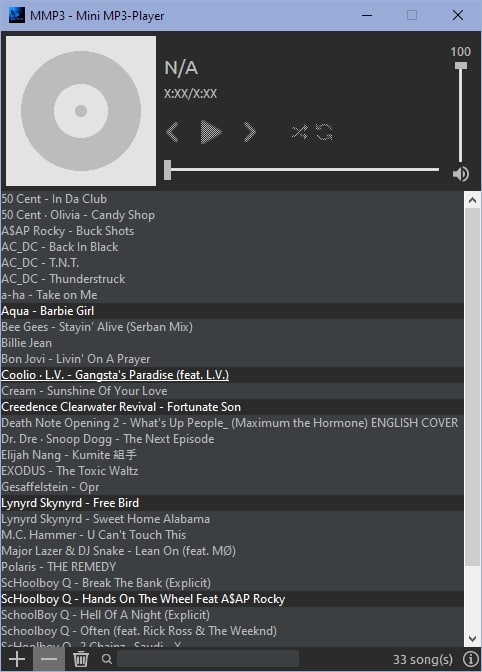 MMP3 - Mini MP3-Player
100
N/A
X:XX/X:XX
50 Cent - In Da Club
50 Cent · Olivia - Candy Shop
A$AP Rocky - Buck Shots
AC_DC - Back In Black
AC_DC - T.N.T.
AC_DC - Thunderstruck
a-ha - Take on Me
Aqua - Barbie Girl
Bee Gees - Stayin' Alive (Serban Mix)
Billie Jean
Bon Jovi - Livin' On A Prayer
Coolio · L.V. - Gangsta's Paradise (feat. L.V.)
Cream - Sunshine Of Your Love
Creedence Clearwater Revival - Fortunate Son
Death Note Opening 2 - What's Up People_ (Maximum the Hormone) ENGLISH COVER
Dr. Dre · Snoop Dogg - The Next Episode
Elijah Nang - Kumite 組手
EXODUS - The Toxic Waltz
Gesaffelstein - Opr
Lynyrd Skynyrd - Free Bird
Lynyrd Skynyrd - Sweet Home Alabama
M.C. Hammer - U Can't Touch This
Major Lazer & DJ Snake - Lean On (feat. MØ)
Polaris - THE REMEDY
ScHoolboy Q - Break The Bank (Explicit)
ScHoolboy Q - Hands On The Wheel Feat A$AP Rocky
SchoolBoy Q - Hell Of A Night (Explicit)
SchoolBoy Q - Often (feat. Rick Ross & The Weeknd)
ScHoolboy Q, 2 Chainz, Saudi - X
33 song(s)